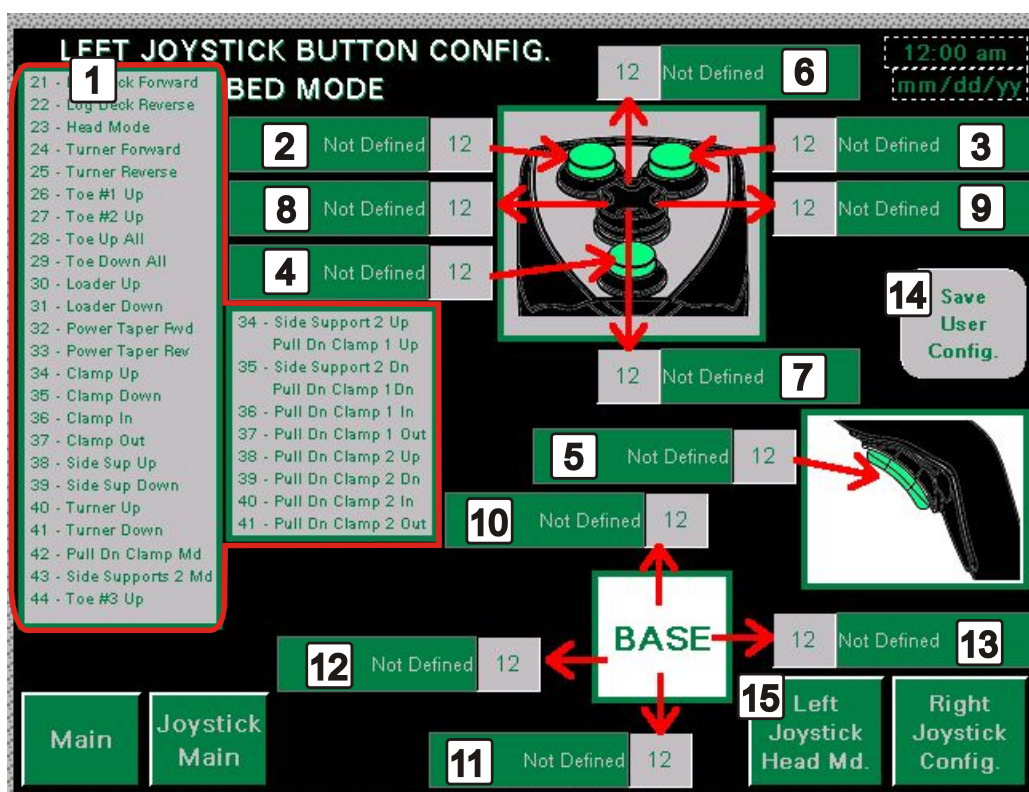 LEFT JOYSTICK BUTTON CONFIG.
BED MODE
12:00 am
mm/dd/yy
1
21 - ck Forward
22 - Log Deck Reverse
23 - Head Mode
24 - Turner Forward
25 - Turner Reverse
26 - Toe #1 Up
27 - Toe #2 Up
28 - Toe Up All
29 - Toe Down All
30 - Loader Up
31 - Loader Down
32 - Power Taper Fwd
33 - Power Taper Rev
34 - Clamp Up
35 - Clamp Down
36 - Clamp In
37 - Clamp Out
38 - Side Sup Up
39 - Side Sup Down
40 - Turner Up
41 - Turner Down
42 - Pull Dn Clamp Md
43 - Side Supports 2 Md
44 - Toe #3 Up
34 - Side Support 2 Up
Pull Dn Clamp 1 Up
35 - Side Support 2 Dn
Pull Dn Clamp 1 Dn
36 - Pull Dn Clamp 1 In
37 - Pull Dn Clamp 1 Out
38 - Pull Dn Clamp 2 Up
39 - Pull Dn Clamp 2 Dn
40 - Pull Dn Clamp 2 In
41 - Pull Dn Clamp 2 Out
12 Not Defined 6
2 Not Defined 12
12 Not Defined 3
8 Not Defined 12
12 Not Defined 9
4 Not Defined 12
14 Save
User
Config.
12 Not Defined 7
5 Not Defined 12
10 Not Defined 12
BASE
12 Not Defined 13
12 Not Defined 12
11 Not Defined 12
Main
Joystick
Main
15 Left
Joystick
Head Md.
Right
Joystick
Config.